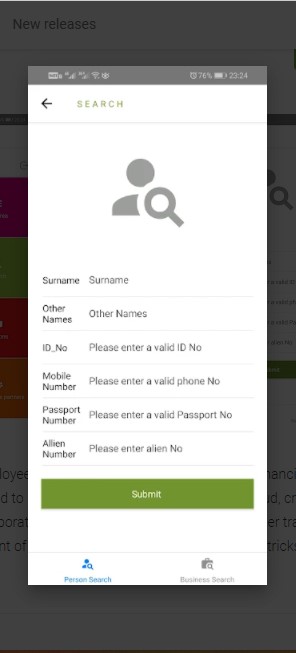 New releases
76% 23:24
SEARCH
Surname Surname
Other
Names
Other Names
ID_No Please enter a valid ID No
Mobile
Number
Please enter a valid phone No
Passport
Number
Please enter a valid Passport No
Allien
Number
Please enter alien No
Submit
Person Search Business Search